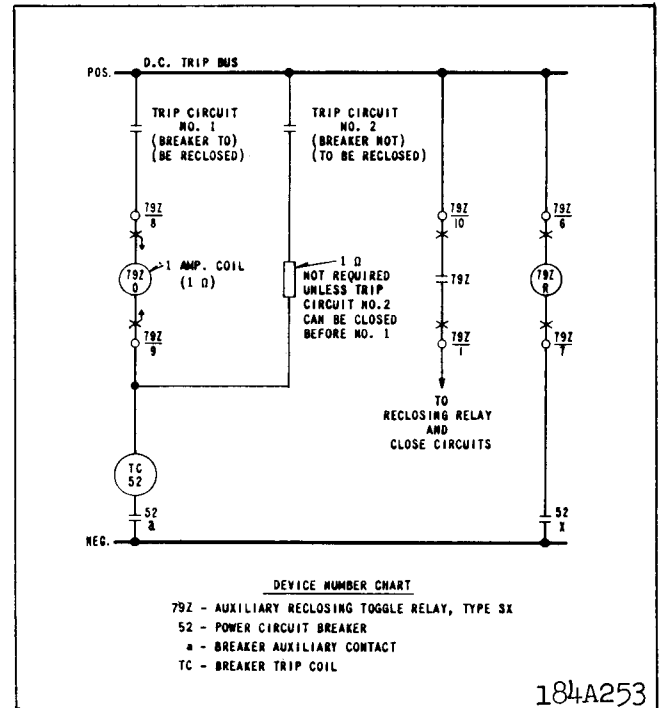 D.C. TRIP BUS
POS.
TRIP CIRCUIT
NO. 1
(BREAKER TO)
(BE RECLOSED)
TRIP CIRCUIT
NO. 2
(BREAKER NOT)
(TO BE RECLOSED)
79Z
8
79Z
10
79Z
6
79Z
O
1 AMP. COIL
(1 Ω)
1 Ω
NOT REQUIRED
UNLESS TRIP
CIRCUIT NO.2
CAN BE CLOSED
BEFORE NO. 1
79Z
79Z
R
79Z
9
79Z
1
79Z
7
TO
RECLOSING RELAY
AND
CLOSE CIRCUITS
TC
52
52
a
52
X
NEG.
DEVICE NUMBER CHART
79Z - AUXILIARY RECLOSING TOGGLE RELAY, TYPE SX
52 - POWER CIRCUIT BREAKER
a - BREAKER AUXILIARY CONTACT
TC - BREAKER TRIP COIL
184A253